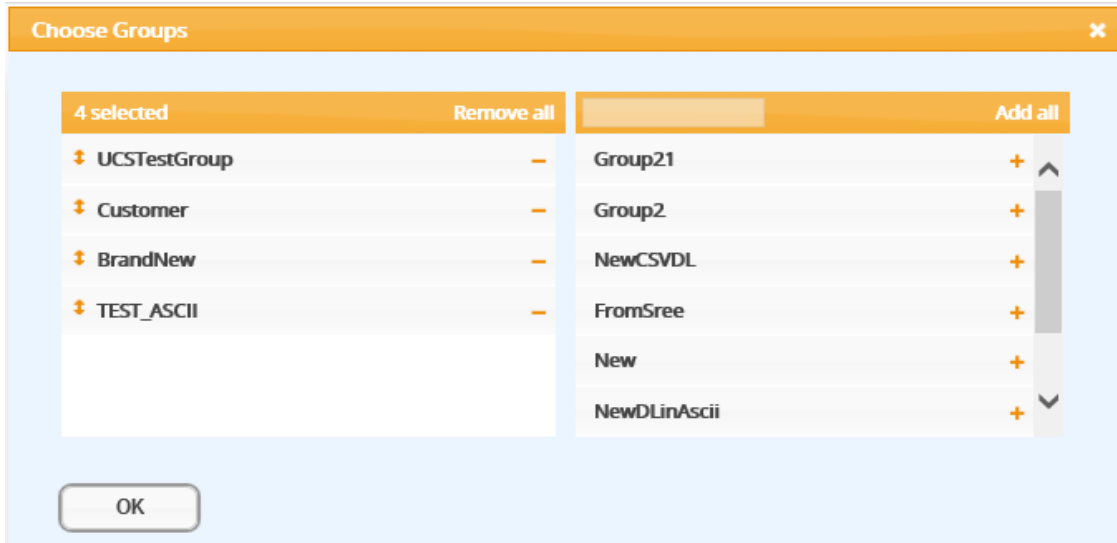 Choose Groups
4 selected Remove all
UCSTestGroup
Customer
BrandNew
TEST_ASCII
Add all
Group21
Group2
NewCSVDL
FromSree
New
NewDLinAscii
OK